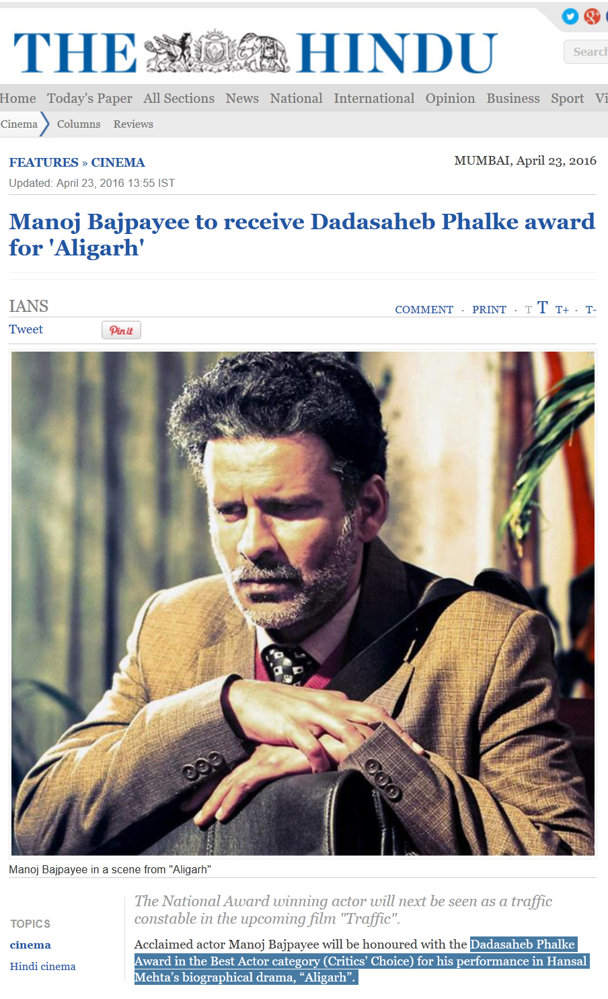 THE HINDU
Search
Home Today's Paper All Sections News National International Opinion Business Sport Vi
Cinema Columns Reviews
FEATURES » CINEMA
MUMBAI, April 23, 2016
Updated: April 23, 2016 13:55 IST
Manoj Bajpayee to receive Dadasaheb Phalke award
for 'Aligarh'
IANS
COMMENT · PRINT · T T T+ · T-
Tweet Pin it
Manoj Bajpayee in a scene from "Aligarh"
TOPICS
cinema
Hindi cinema
The National Award winning actor will next be seen as a traffic
constable in the upcoming film "Traffic".
Acclaimed actor Manoj Bajpayee will be honoured with the Dadasaheb Phalke
Award in the Best Actor category (Critics’ Choice) for his performance in Hansal
Mehta’s biographical drama, “Aligarh”.